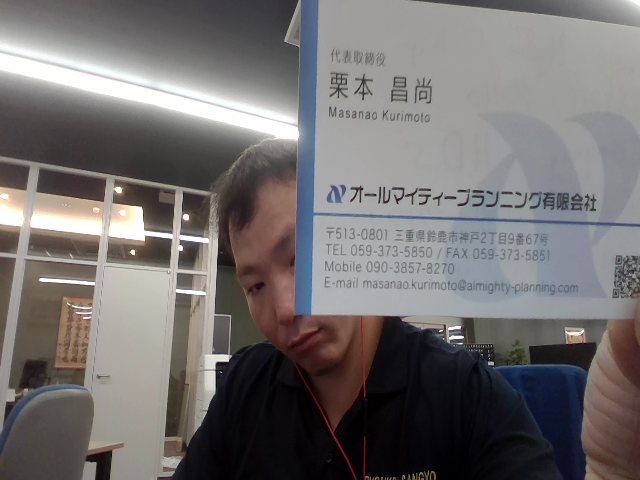 代表取締役
栗本 昌尚
Masanao Kurimoto
オールマイティープランニング有限会社
〒513-0801 三重県鈴鹿市神戸2丁目9番67号
TEL 059-373-5850 / FAX 059-373-5851
Mobile 090-3857-8270
E-mail masanao.kurimoto@almighty-planning.com
SANGYO